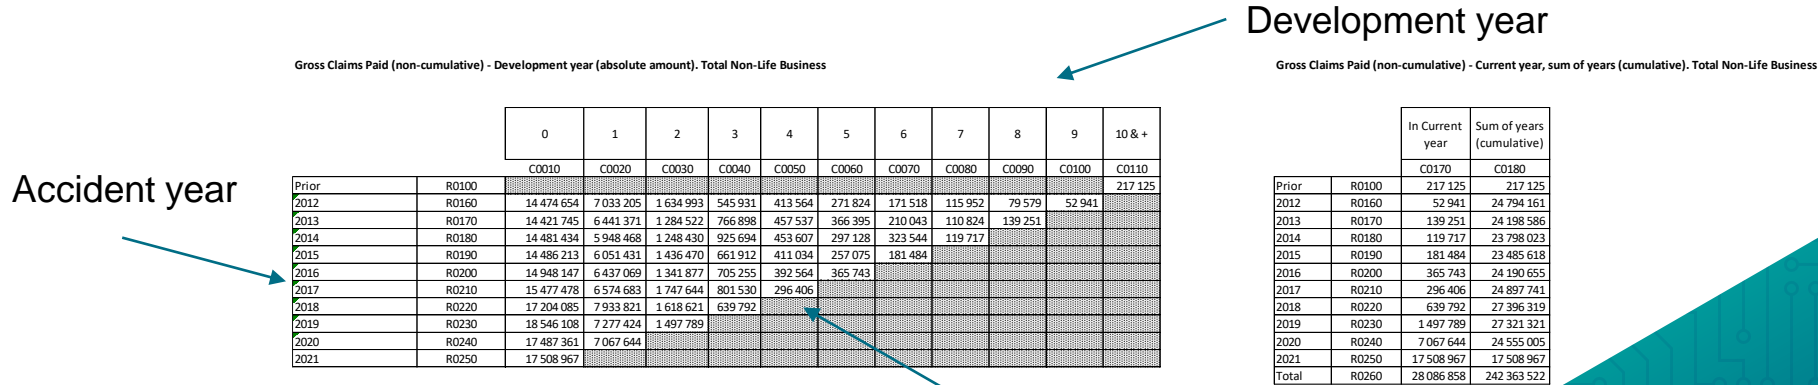 Development year
Gross Claims Paid (non-cumulative) - Development year (absolute amount). Total Non-Life Business
Gross Claims Paid (non-cumulative) - Current year, sum of years (cumulative). Total Non-Life Business
Accident year
0 1 2 3 4 5 6 7 8 9 10 & +
C0010 C0020 C0030 C0040 C0050 C0060 C0070 C0080 C0090 C0100 C0110
Prior R0100 217 125
2012 R0160 14 474 654 7 033 205 1 634 993 545 931 413 564 271 824 171 518 115 952 79 579 52 941
2013 R0170 14 421 745 6 441 371 1 284 522 766 898 457 537 366 395 210 043 110 824 139 251
2014 R0180 14 481 434 5 948 468 1 248 430 925 694 453 607 297 128 323 544 119 717
2015 R0190 14 486 213 6 051 431 1 436 470 661 912 411 034 257 075 181 484
2016 R0200 14 948 147 6 437 069 1 341 877 705 255 392 564 365 743
2017 R0210 15 477 478 6 574 683 1 747 644 801 530 296 406
2018 R0220 17 204 085 7 933 821 1 618 621 639 792
2019 R0230 18 546 108 7 277 424 1 497 789
2020 R0240 17 487 361 7 067 644
2021 R0250 17 508 967
In Current Sum of years
year (cumulative)
C0170 C0180
Prior R0100 217 125 217 125
2012 R0160 52 941 24 794 161
2013 R0170 139 251 24 198 586
2014 R0180 119 717 23 798 023
2015 R0190 181 484 23 485 618
2016 R0200 365 743 24 190 655
2017 R0210 296 406 24 897 741
2018 R0220 639 792 27 396 319
2019 R0230 1 497 789 27 321 321
2020 R0240 7 067 644 24 555 005
2021 R0250 17 508 967 17 508 967
Total R0260 28 086 858 242 363 522